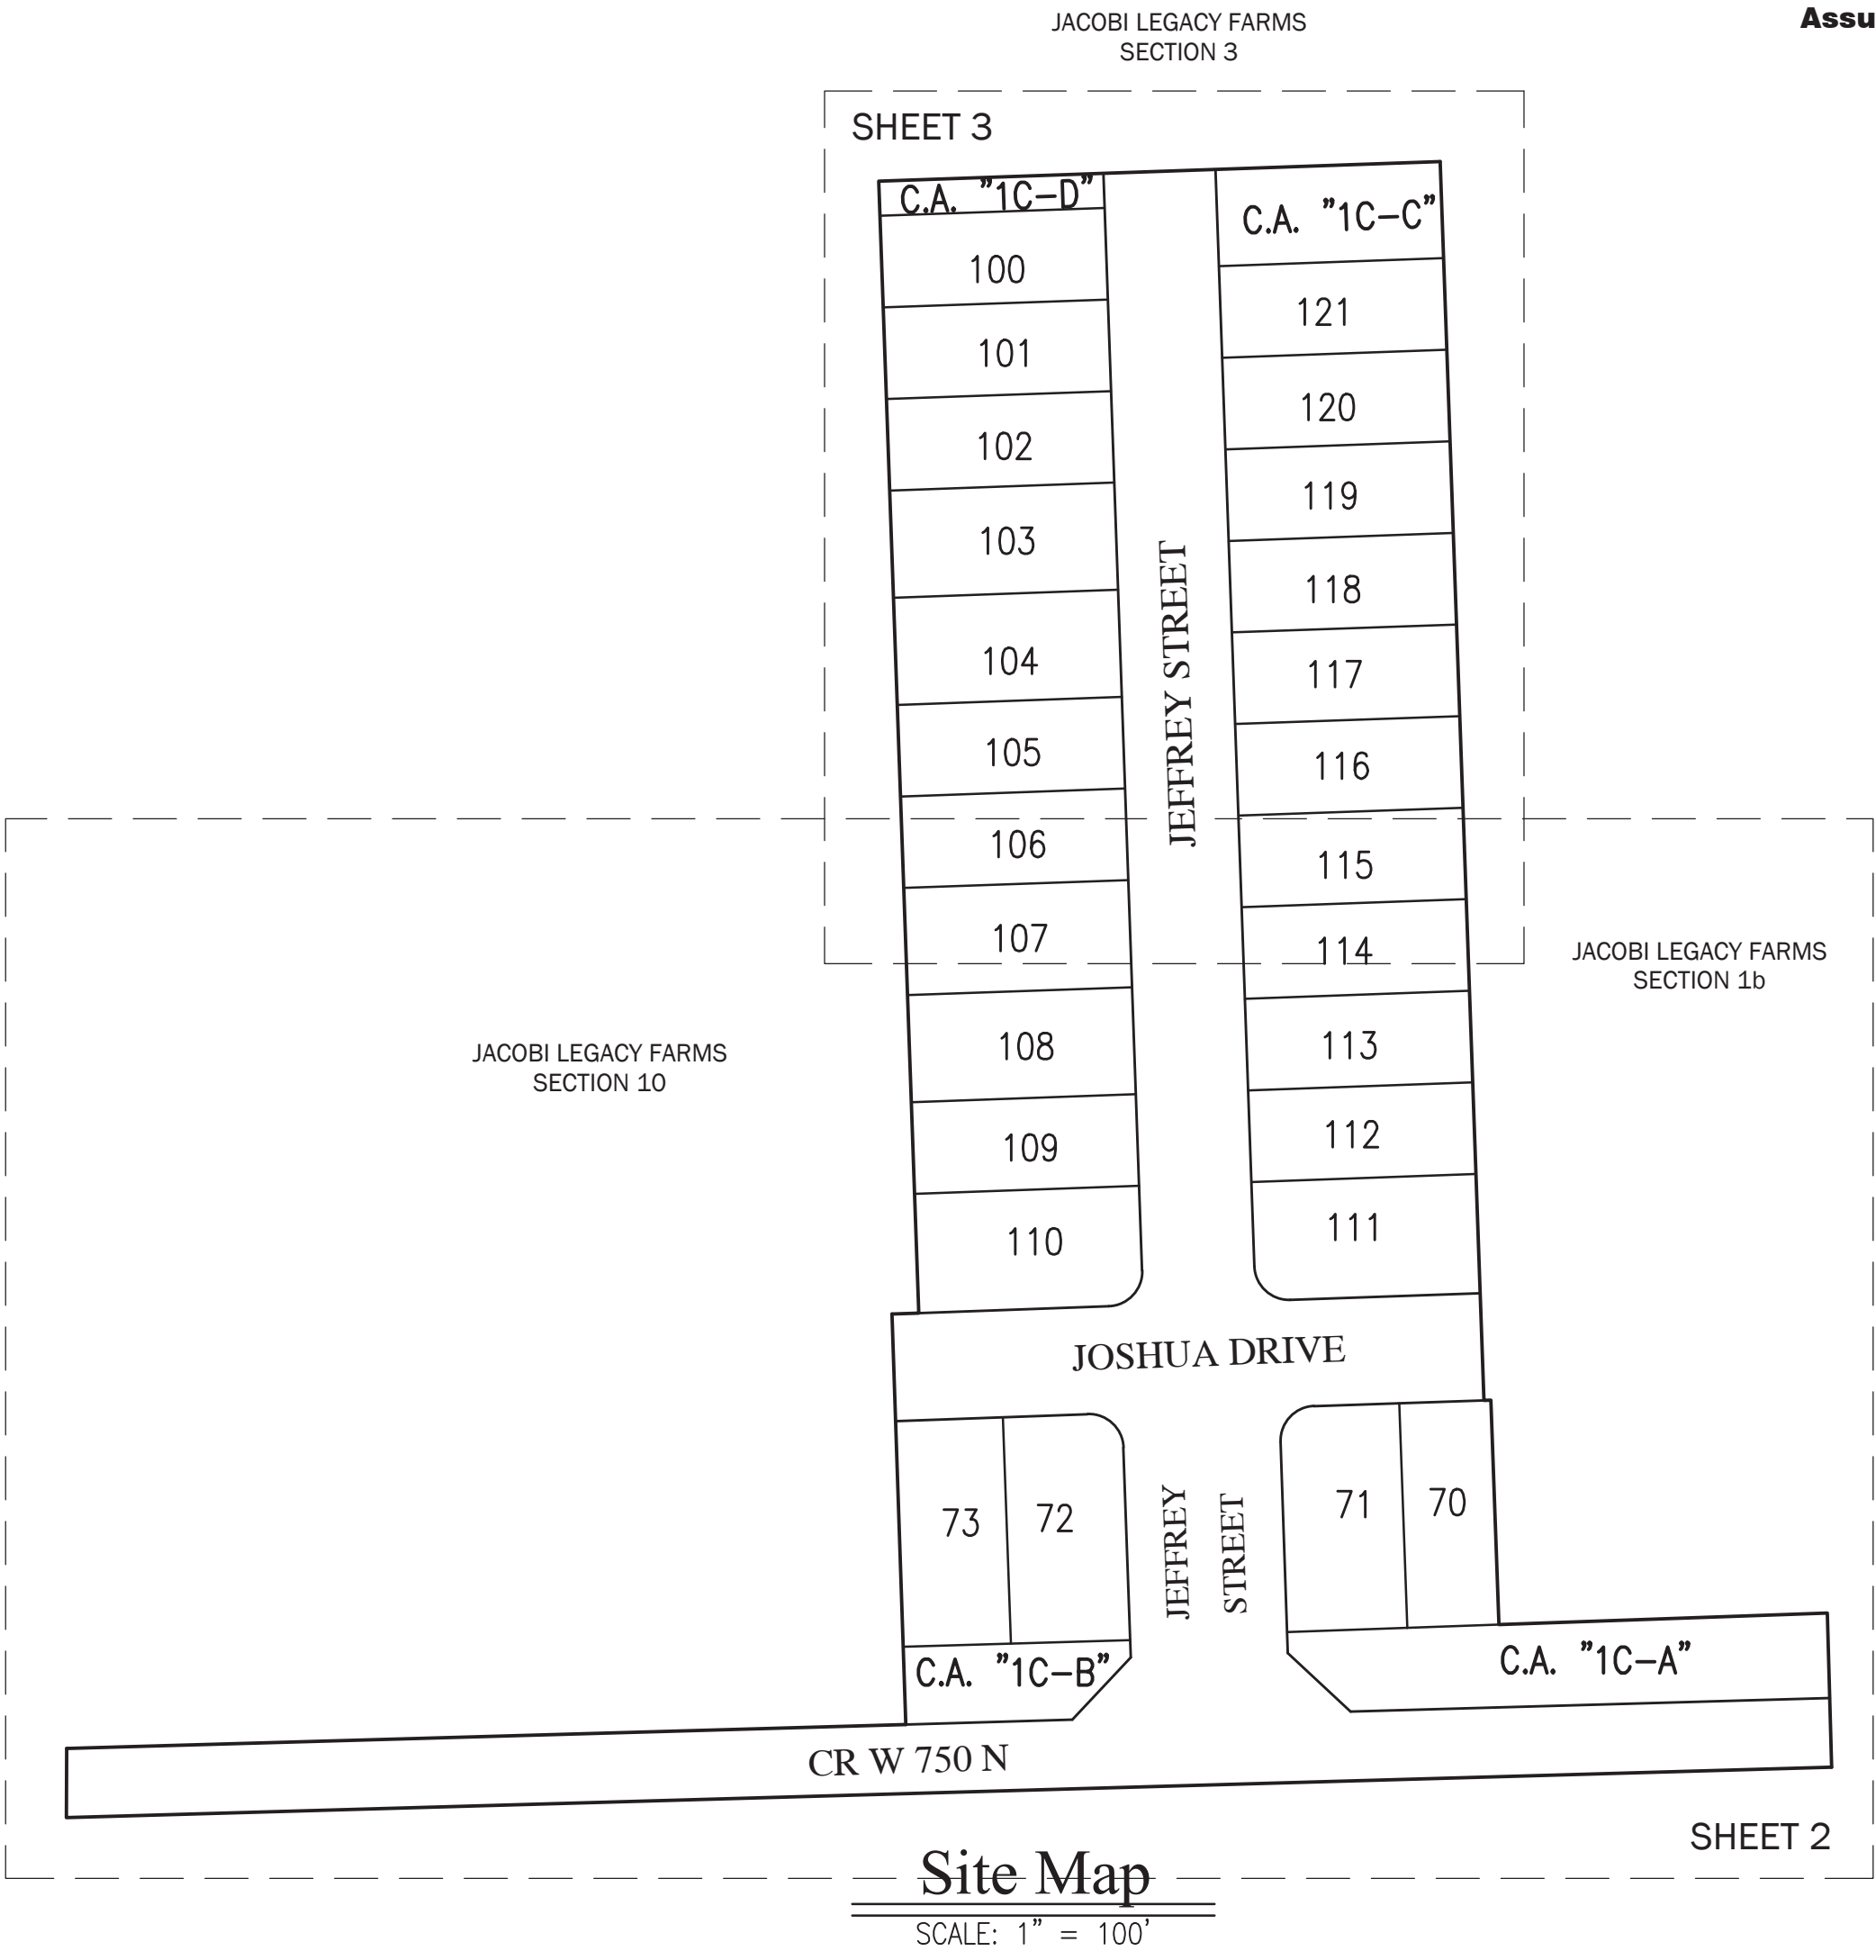 JACOBI LEGACY FARMS
SECTION 3
Assu
SHEET 3
C.A. "1C-D"
C.A. "1C-C"
100
121
101
120
102
119
103
118
JEFFREY STREET
104
117
105
116
106
115
107
114
JACOBI LEGACY FARMS
SECTION 1b
JACOBI LEGACY FARMS
SECTION 10
108
113
109
112
110
111
JOSHUA DRIVE
73
72
JEFFREY
STREET
71
70
C.A. "1C-B"
C.A. "1C-A"
CR W 750 N
SHEET 2
Site Map
SCALE: 1" = 100'